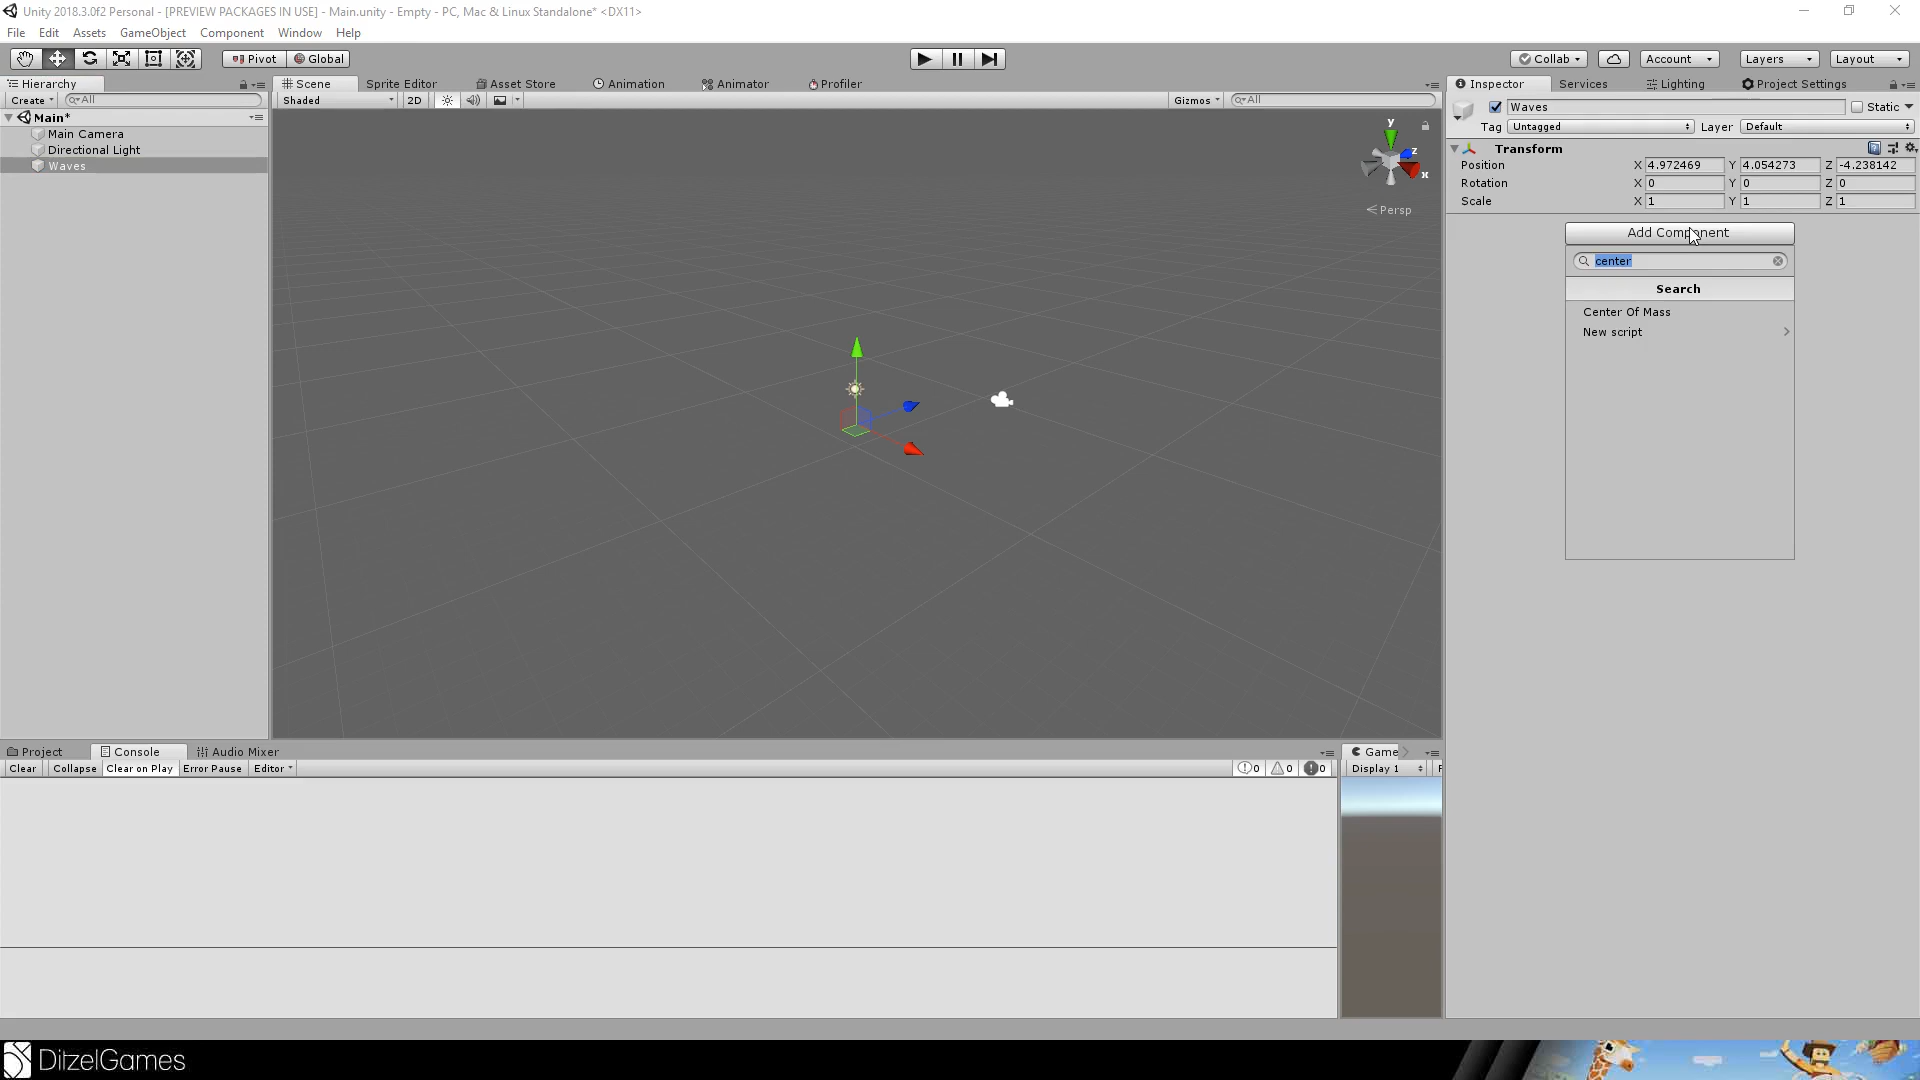 Unity 2018.3.0f2 Personal - [PREVIEW PACKAGES IN USE] - Main.unity - Empty - PC, Mac & Linux Standalone* <DX11>
File Edit Assets GameObject Component Window Help
Pivot Global Collab Account Layers Layout
Hierarchy Scene Sprite Editor Asset Store Animation Animator Profiler Inspector Services Lighting Project Settings
Create All Shaded 2D Gizmos All
Waves Static
Main*
Tag Untagged Layer Default
Main Camera
Directional Light
Waves
Transform
Position X 4.972469 Y 4.054273 Z -4.238142
Rotation X 0 Y 0 Z 0
Scale X 1 Y 1 Z 1
y
z
x
Persp
Add Component
center
Search
Center Of Mass
New script
Project Console Audio Mixer Game
Clear Collapse Clear on Play Error Pause Editor 0 0 0 Display 1
DitzelGames